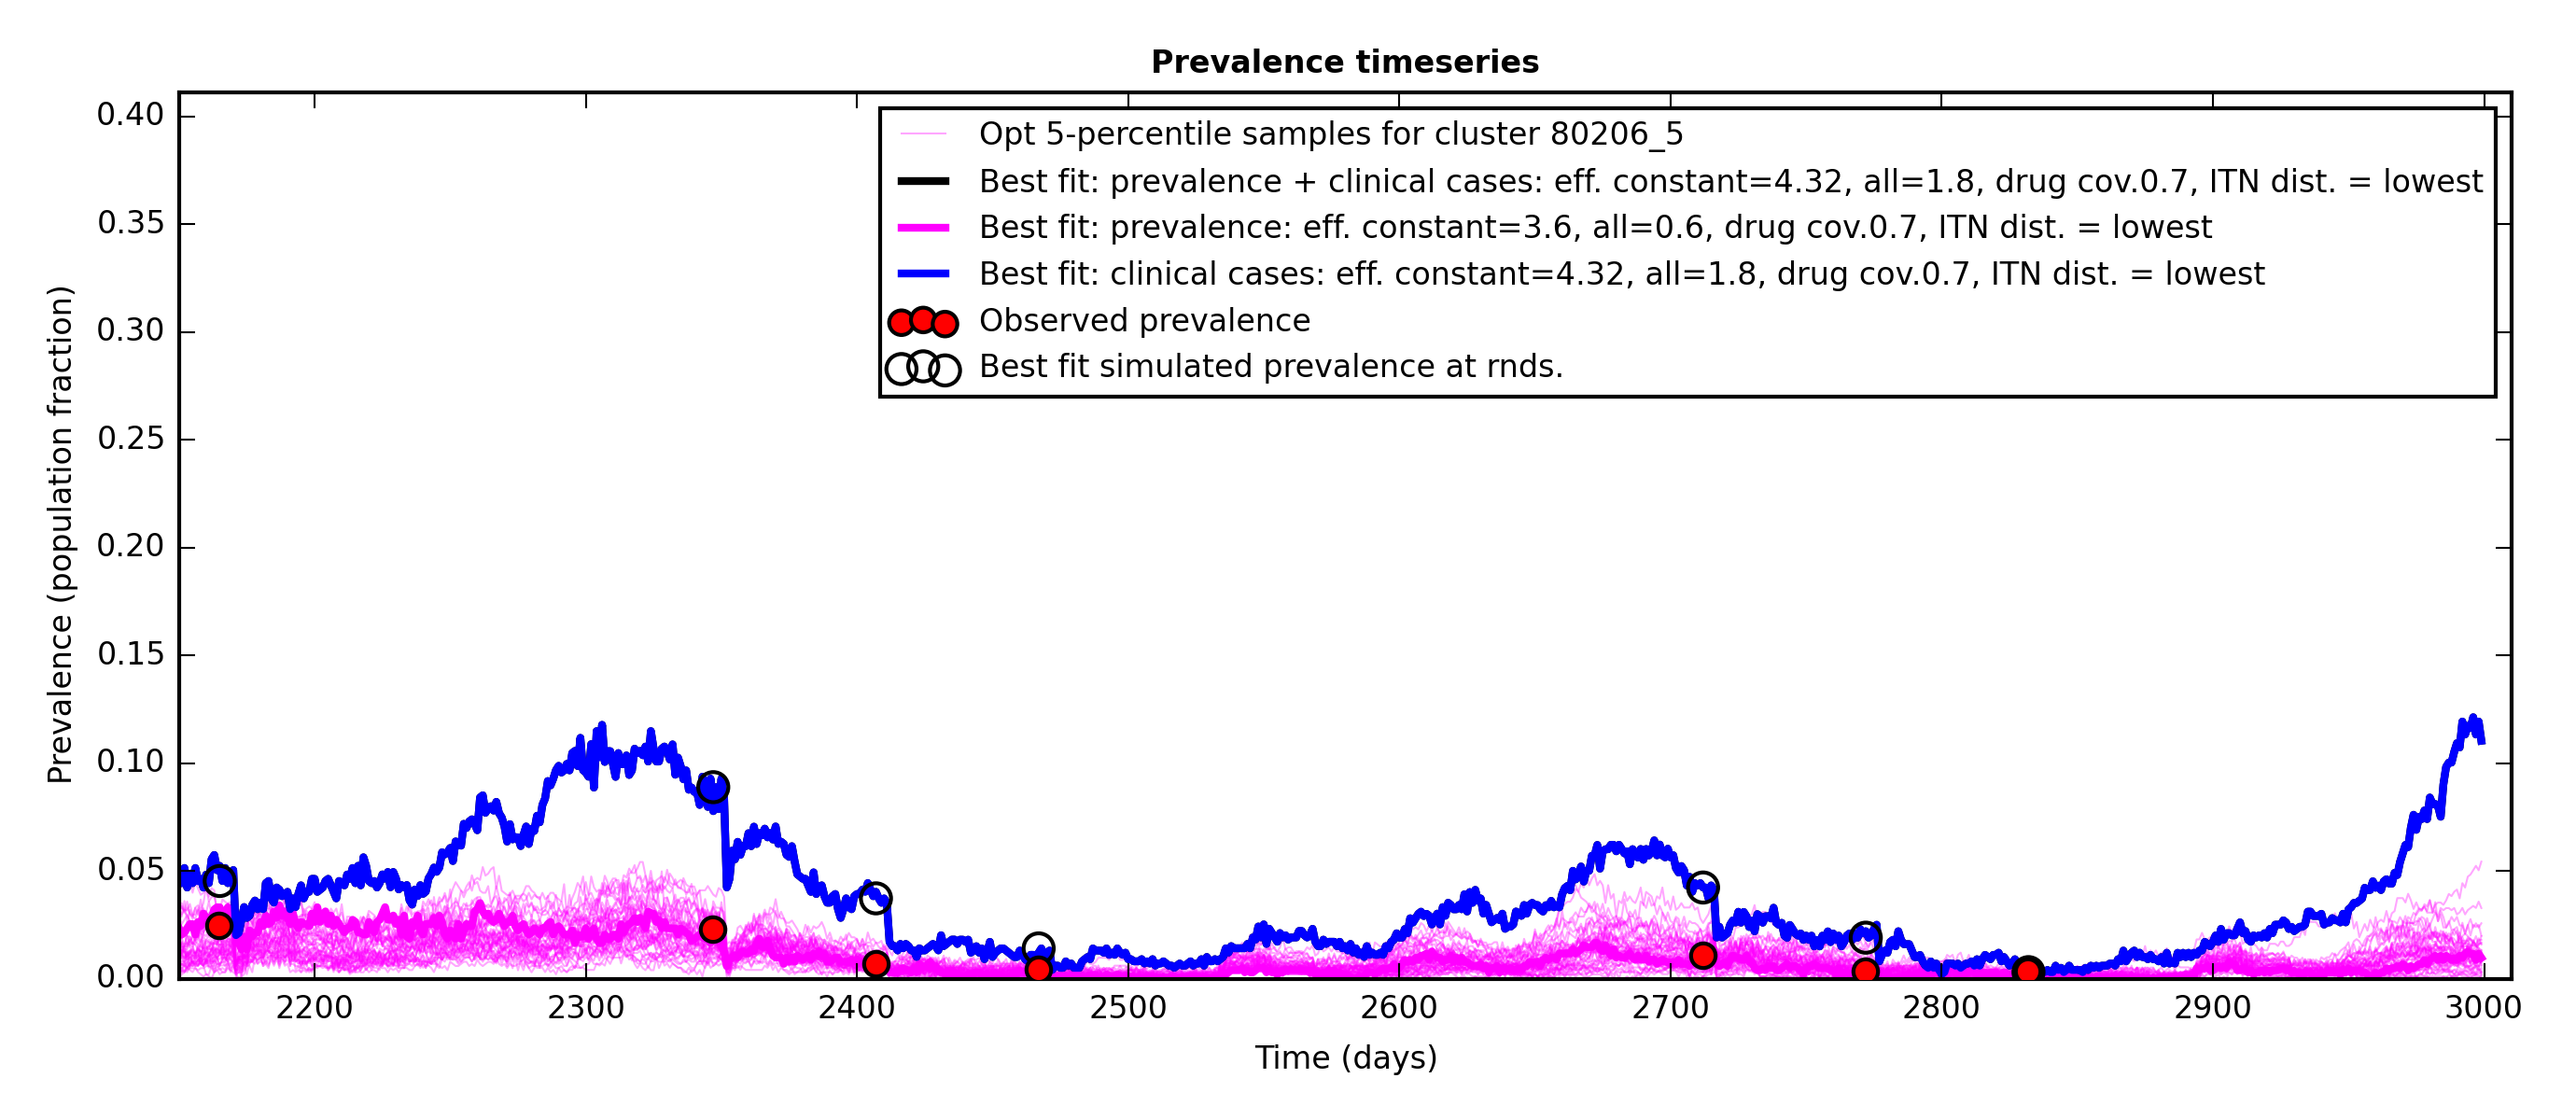 Prevalence timeseries
Opt 5-percentile samples for cluster 80206_5
Best fit: prevalence + clinical cases: eff. constant=4.32, all=1.8, drug cov.0.7, ITN dist. = lowest
Best fit: prevalence: eff. constant=3.6, all=0.6, drug cov.0.7, ITN dist. = lowest
Best fit: clinical cases: eff. constant=4.32, all=1.8, drug cov.0.7, ITN dist. = lowest
Observed prevalence
Best fit simulated prevalence at rnds.
Prevalence (population fraction)
0.40
0.35
0.30
0.25
0.20
0.15
0.10
0.05
0.00
2200 2300 2400 2500 2600 2700 2800 2900 3000
Time (days)